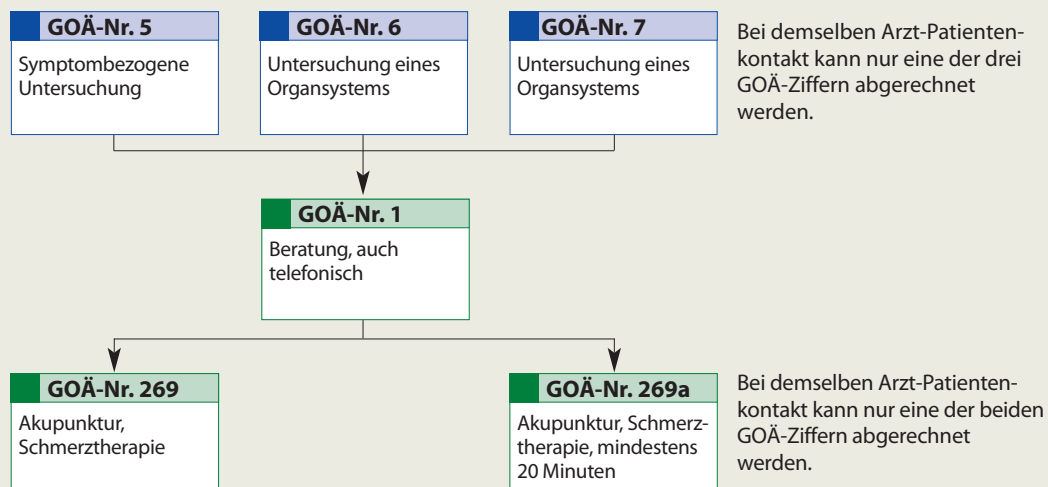 GOÄ-Nr. 5
Symptombezogene
Untersuchung
GOÄ-Nr. 6
Untersuchung eines
Organsystems
GOÄ-Nr. 7
Untersuchung eines
Organsystems
Bei demselben Arzt-Patienten-
kontakt kann nur eine der drei
GOÄ-Ziffern abgerechnet
werden.
GOÄ-Nr. 1
Beratung, auch
telefonisch
GOÄ-Nr. 269
Akupunktur,
Schmerztherapie
GOÄ-Nr. 269a
Akupunktur, Schmerz-
therapie, mindestens
20 Minuten
Bei demselben Arzt-Patienten-
kontakt kann nur eine der beiden
GOÄ-Ziffern abgerechnet
werden.